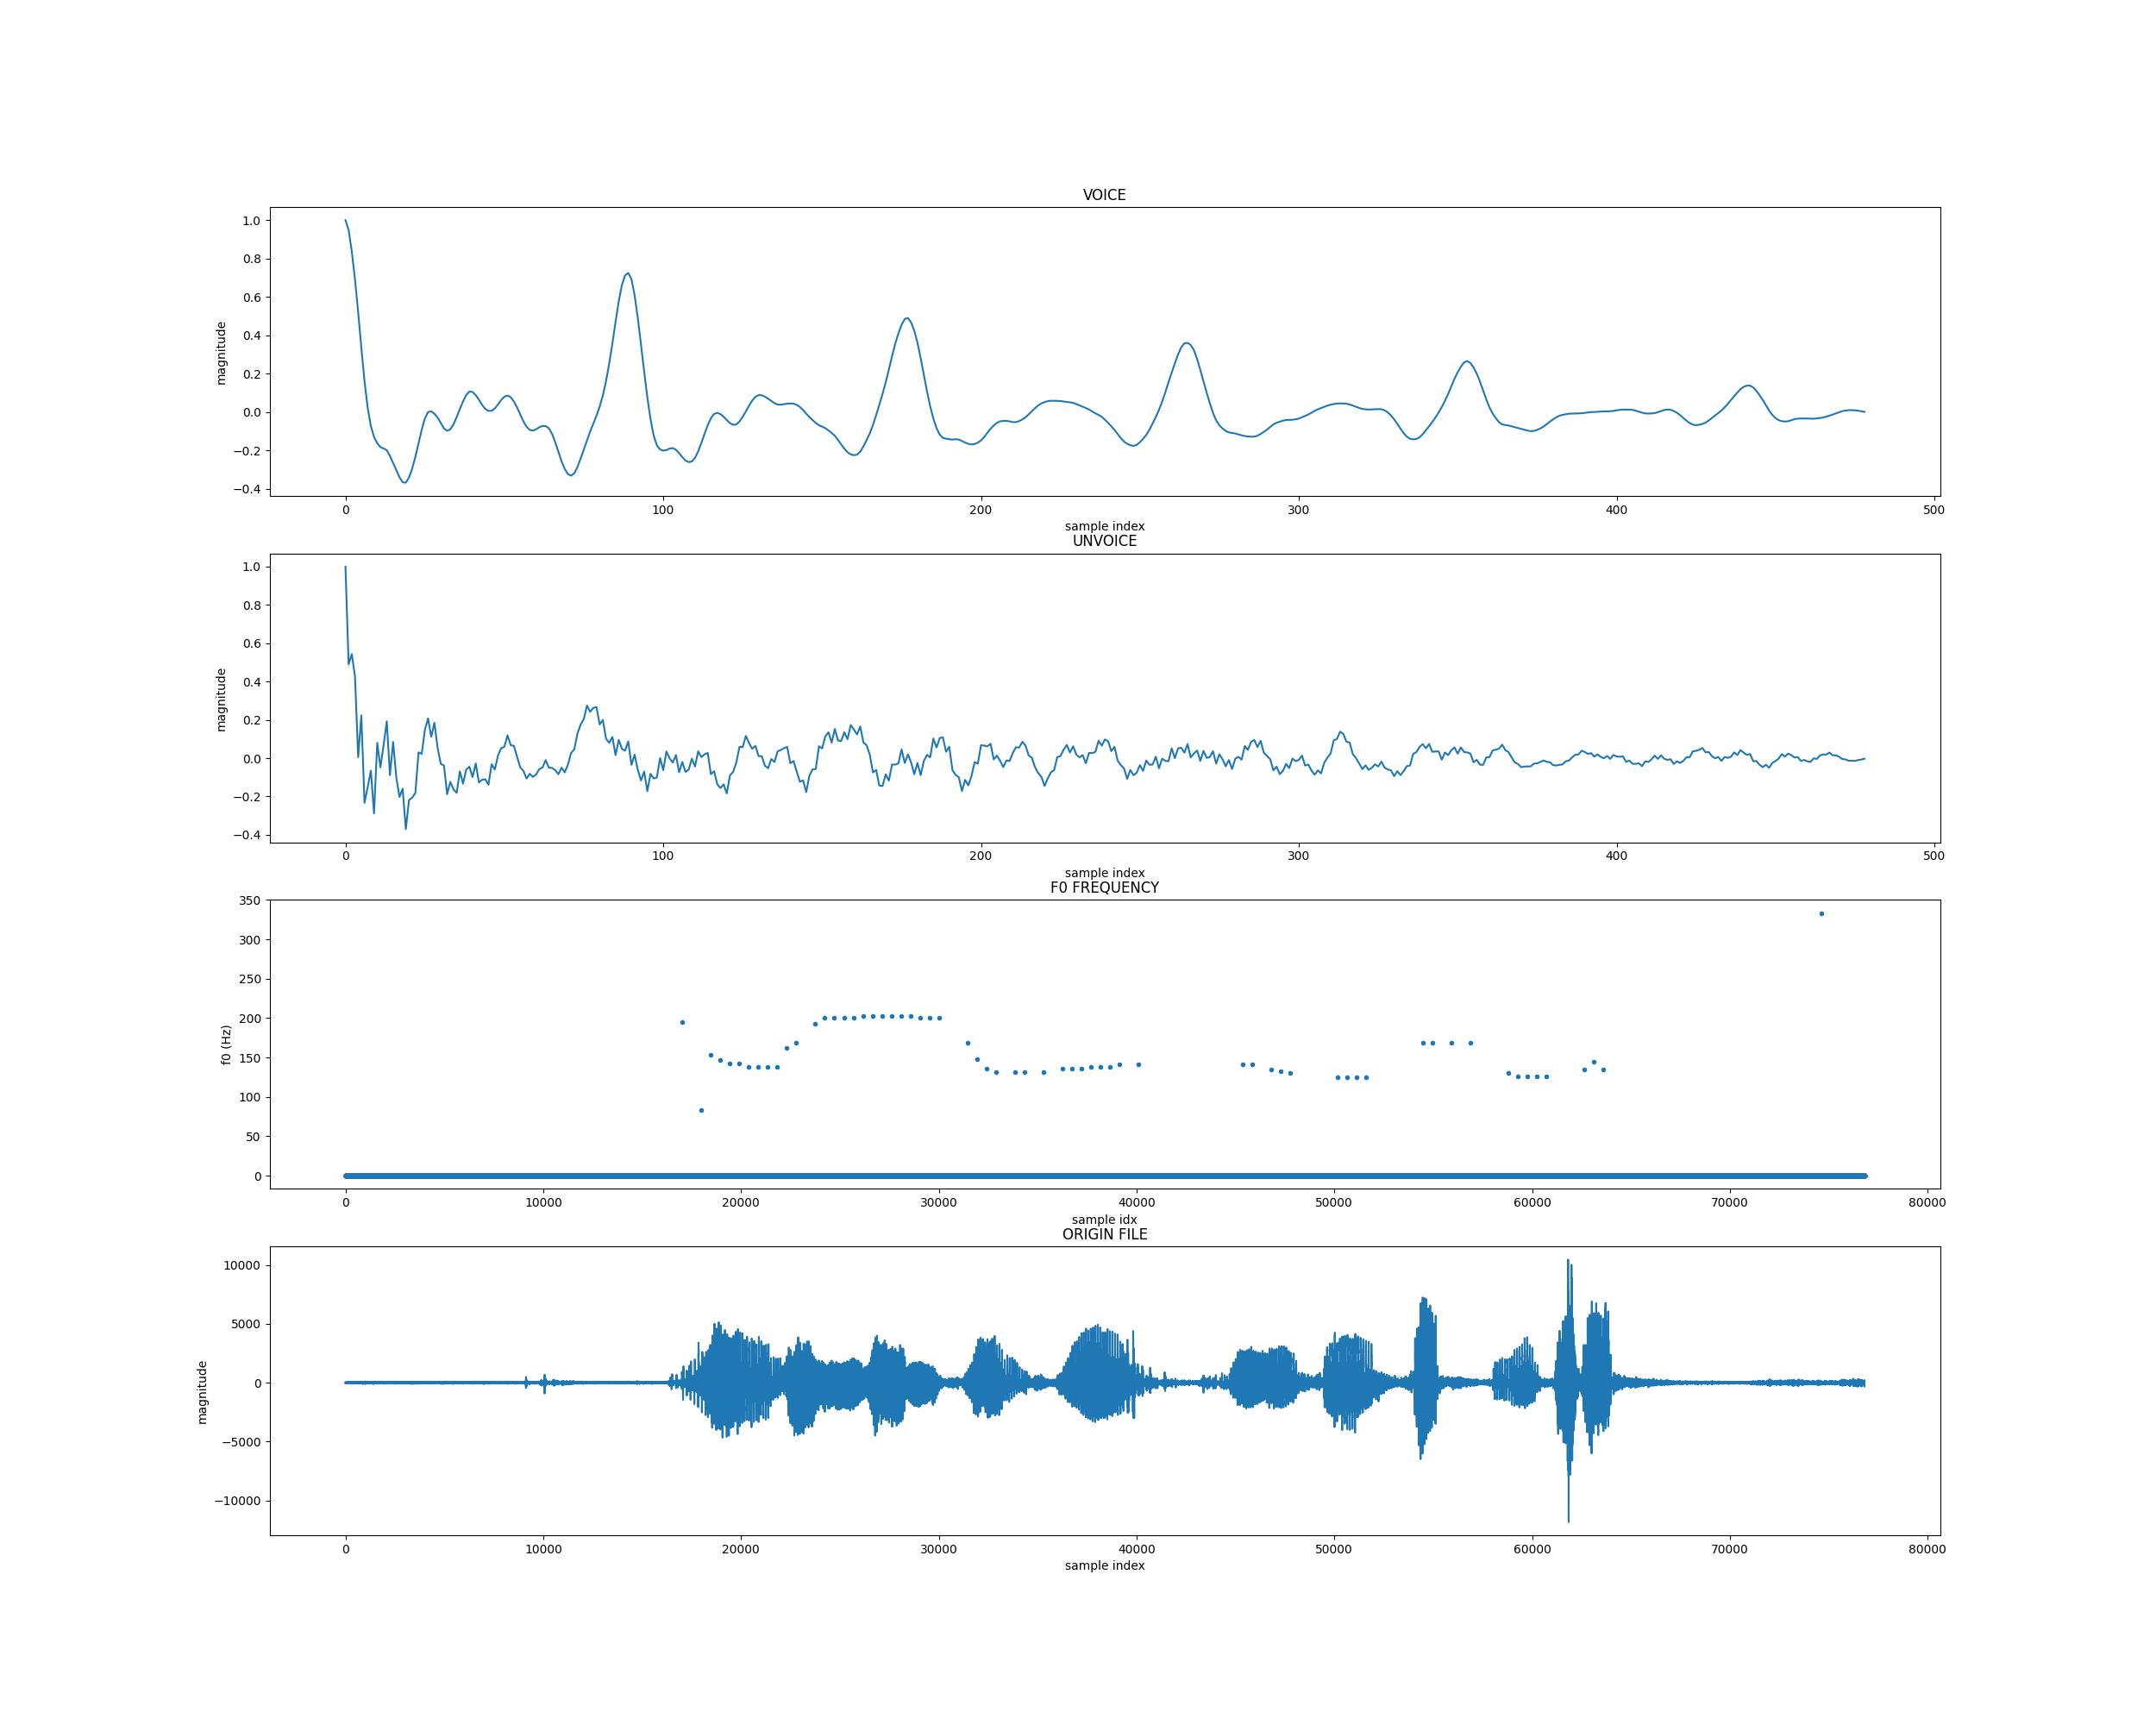 VOICE
1.0
0.8
0.6
0.4
0.2
0.0
−0.2
−0.4
magnitude
0 100 200 300 400 500
sample index
UNVOICE
1.0
0.8
0.6
0.4
0.2
0.0
−0.2
−0.4
magnitude
0 100 200 300 400 500
sample index
F0 FREQUENCY
350
300
250
200
150
100
50
0
f0 (Hz)
0 10000 20000 30000 40000 50000 60000 70000 80000
sample idx
ORIGIN FILE
10000
5000
0
−5000
−10000
magnitude
0 10000 20000 30000 40000 50000 60000 70000 80000
sample index